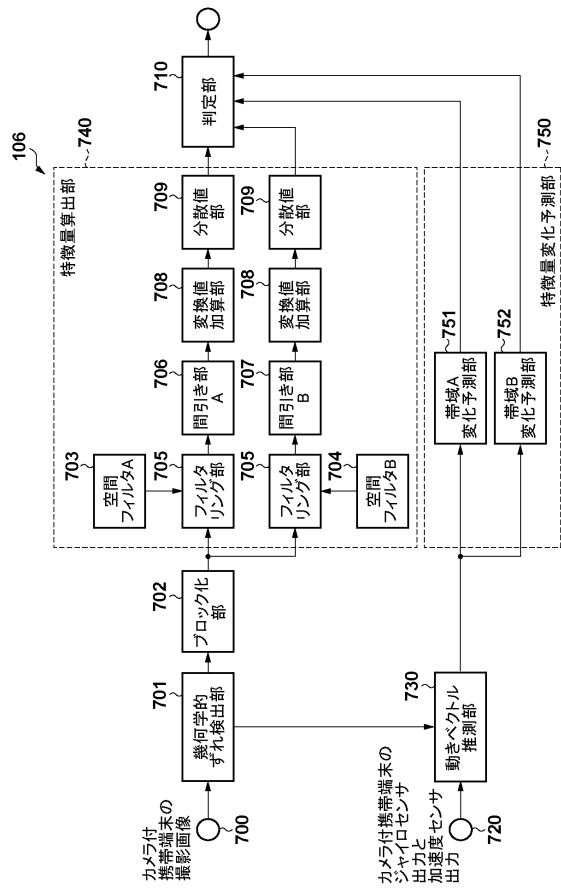 106
カメラ付
携帯端末の
撮影画像
700
701
幾何学的
ずれ検出部
702
ブロック化
部
特徴量算出部
740
703
空間
フィルタA
705
フィルタ
リング部
706
間引き部
A
708
変換値
加算部
709
分散値
部
710
判定部
705
フィルタ
リング部
704
空間
フィルタB
707
間引き部
B
708
変換値
加算部
709
分散値
部
カメラ付携帯端末の
ジャイロセンサ
出力と
加速度センサ
出力
720
730
動きベクトル
推測部
751
帯域A
変化予測部
752
帯域B
変化予測部
特徴量変化予測部
750